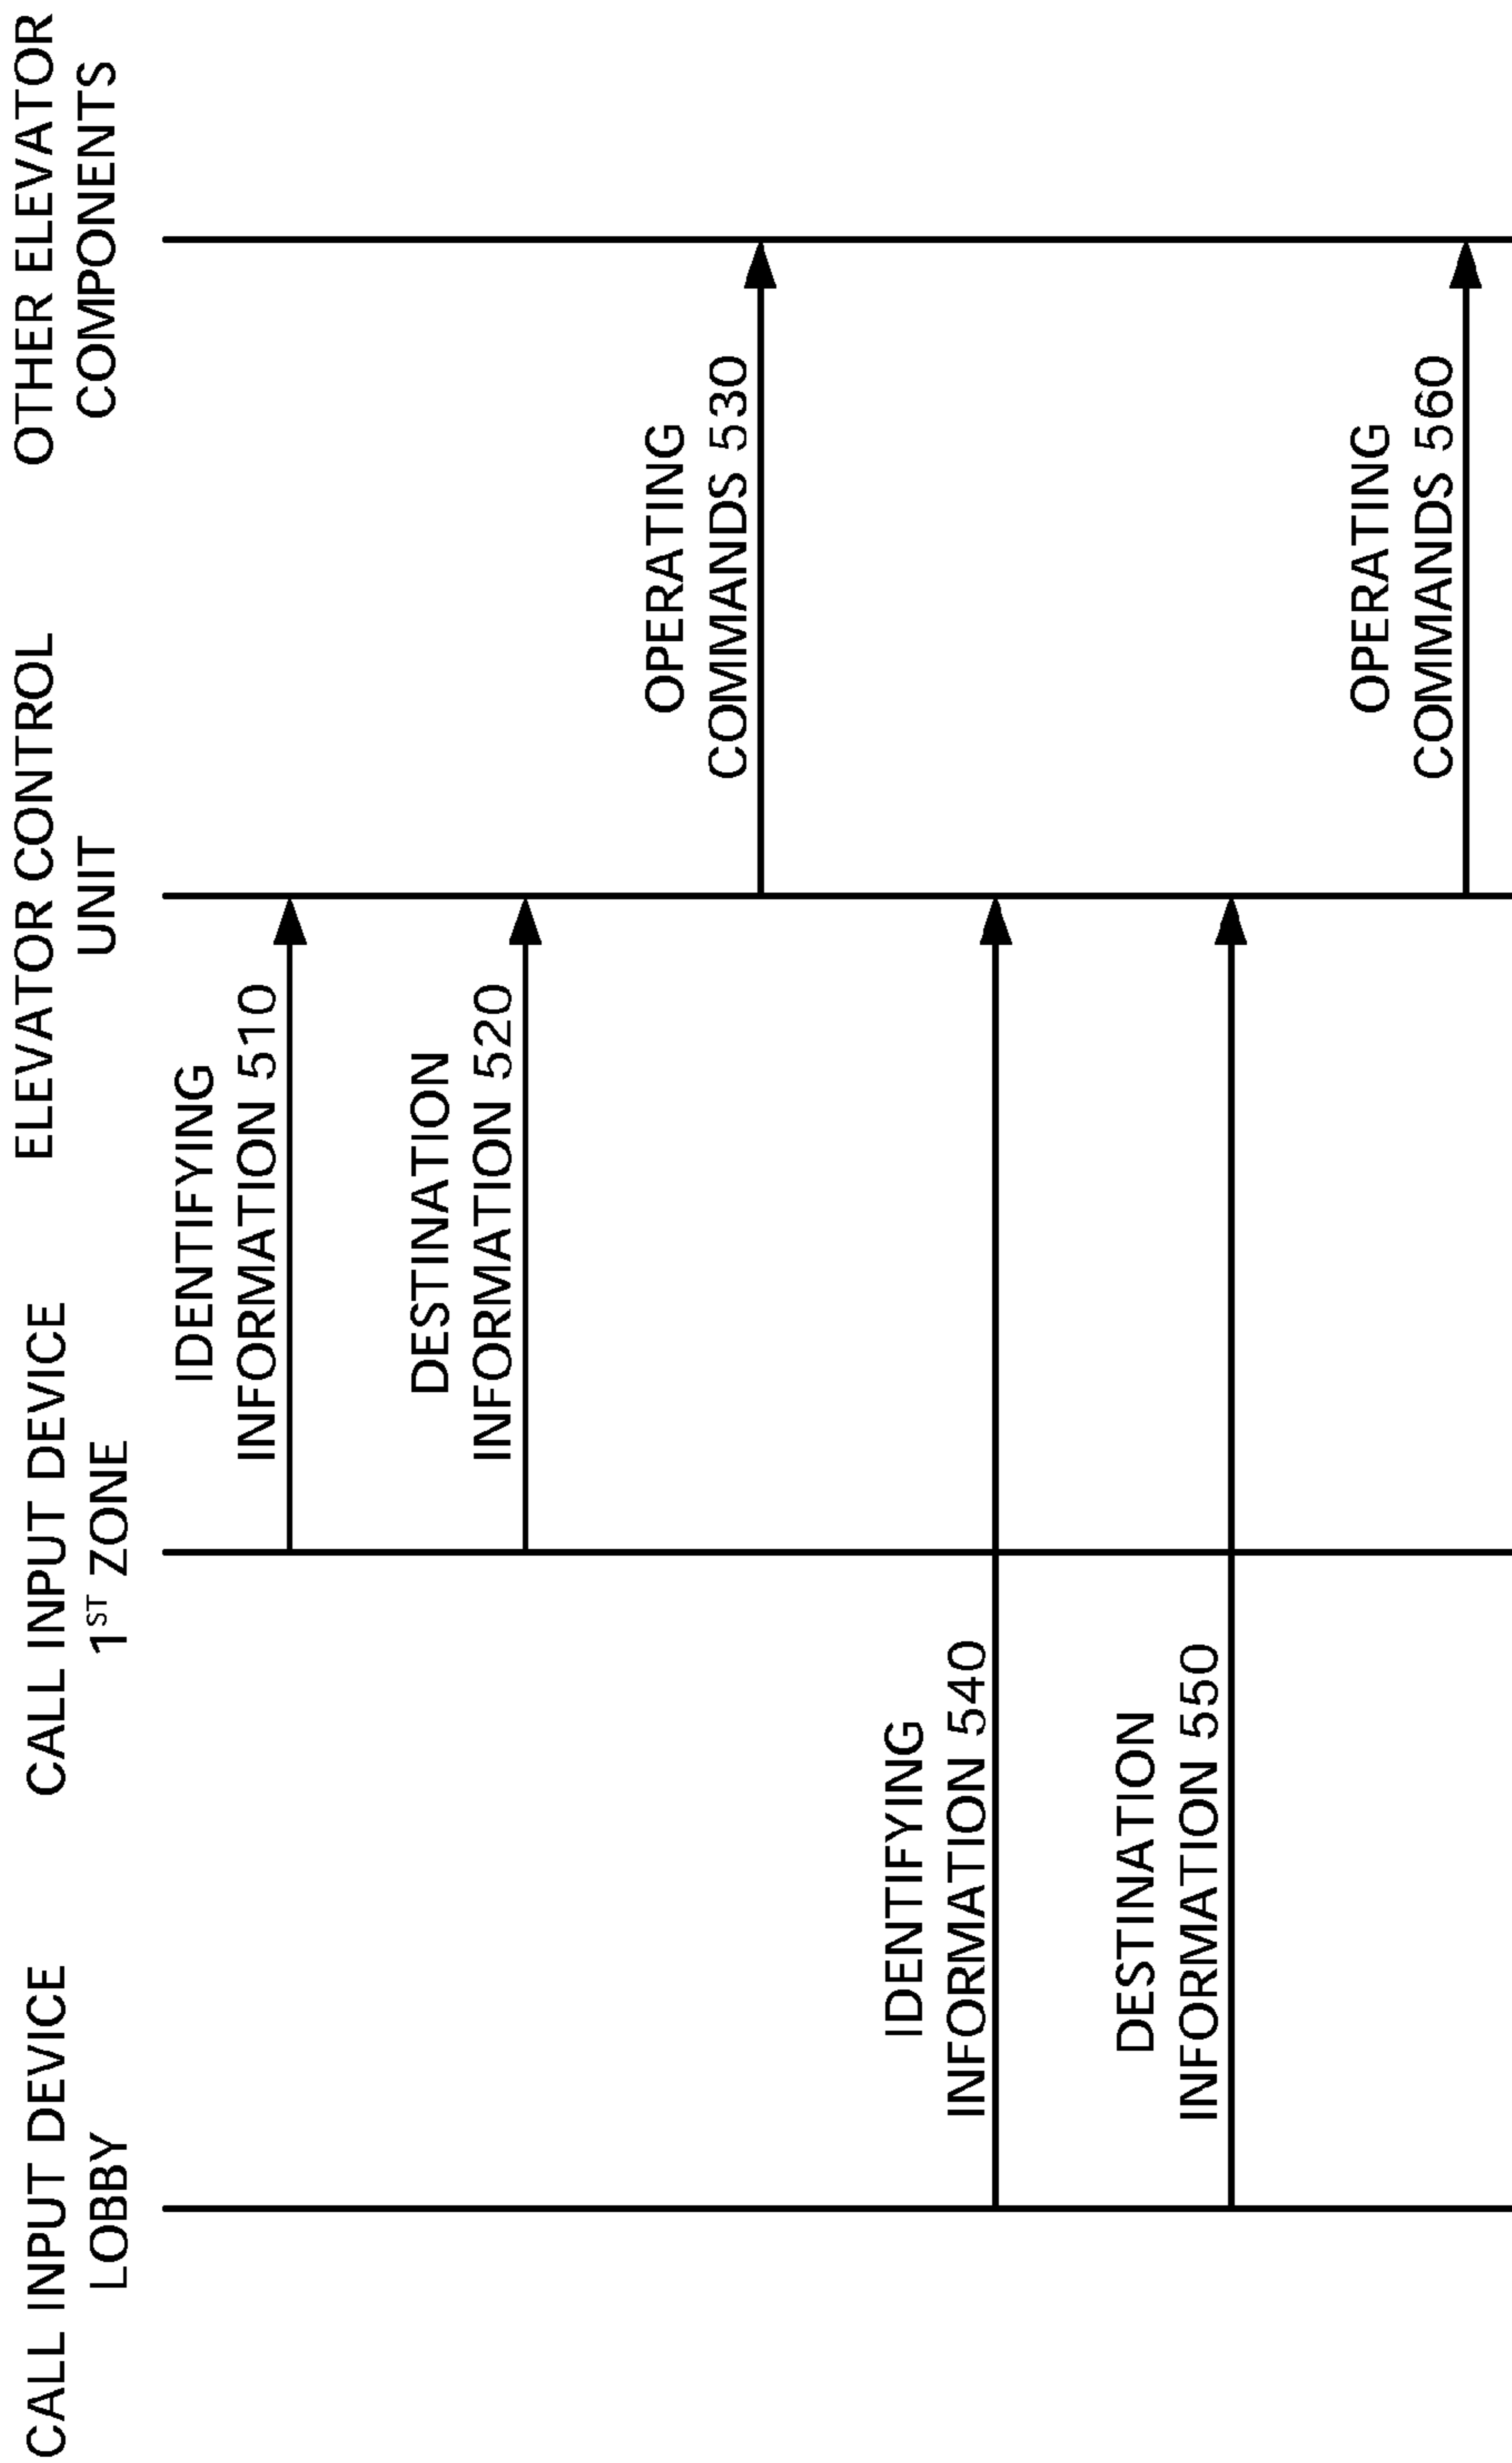 CALL INPUT DEVICE
LOBBY
CALL INPUT DEVICE
1ST ZONE
ELEVATOR CONTROL
UNIT
OTHER ELEVATOR
COMPONENTS
IDENTIFYING
INFORMATION 510
DESTINATION
INFORMATION 520
OPERATING
COMMANDS 530
IDENTIFYING
INFORMATION 540
DESTINATION
INFORMATION 550
OPERATING
COMMANDS 560